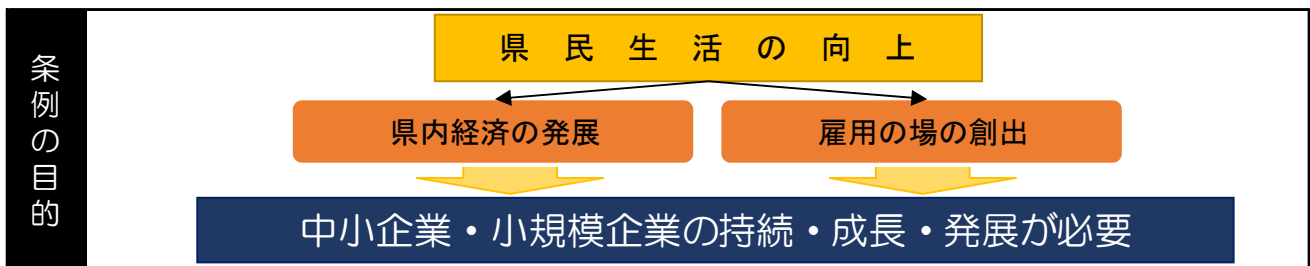 条例の目的
県民生活の向上
県内経済の発展
雇用の場の創出
中小企業・小規模企業の持続・成長・発展が必要